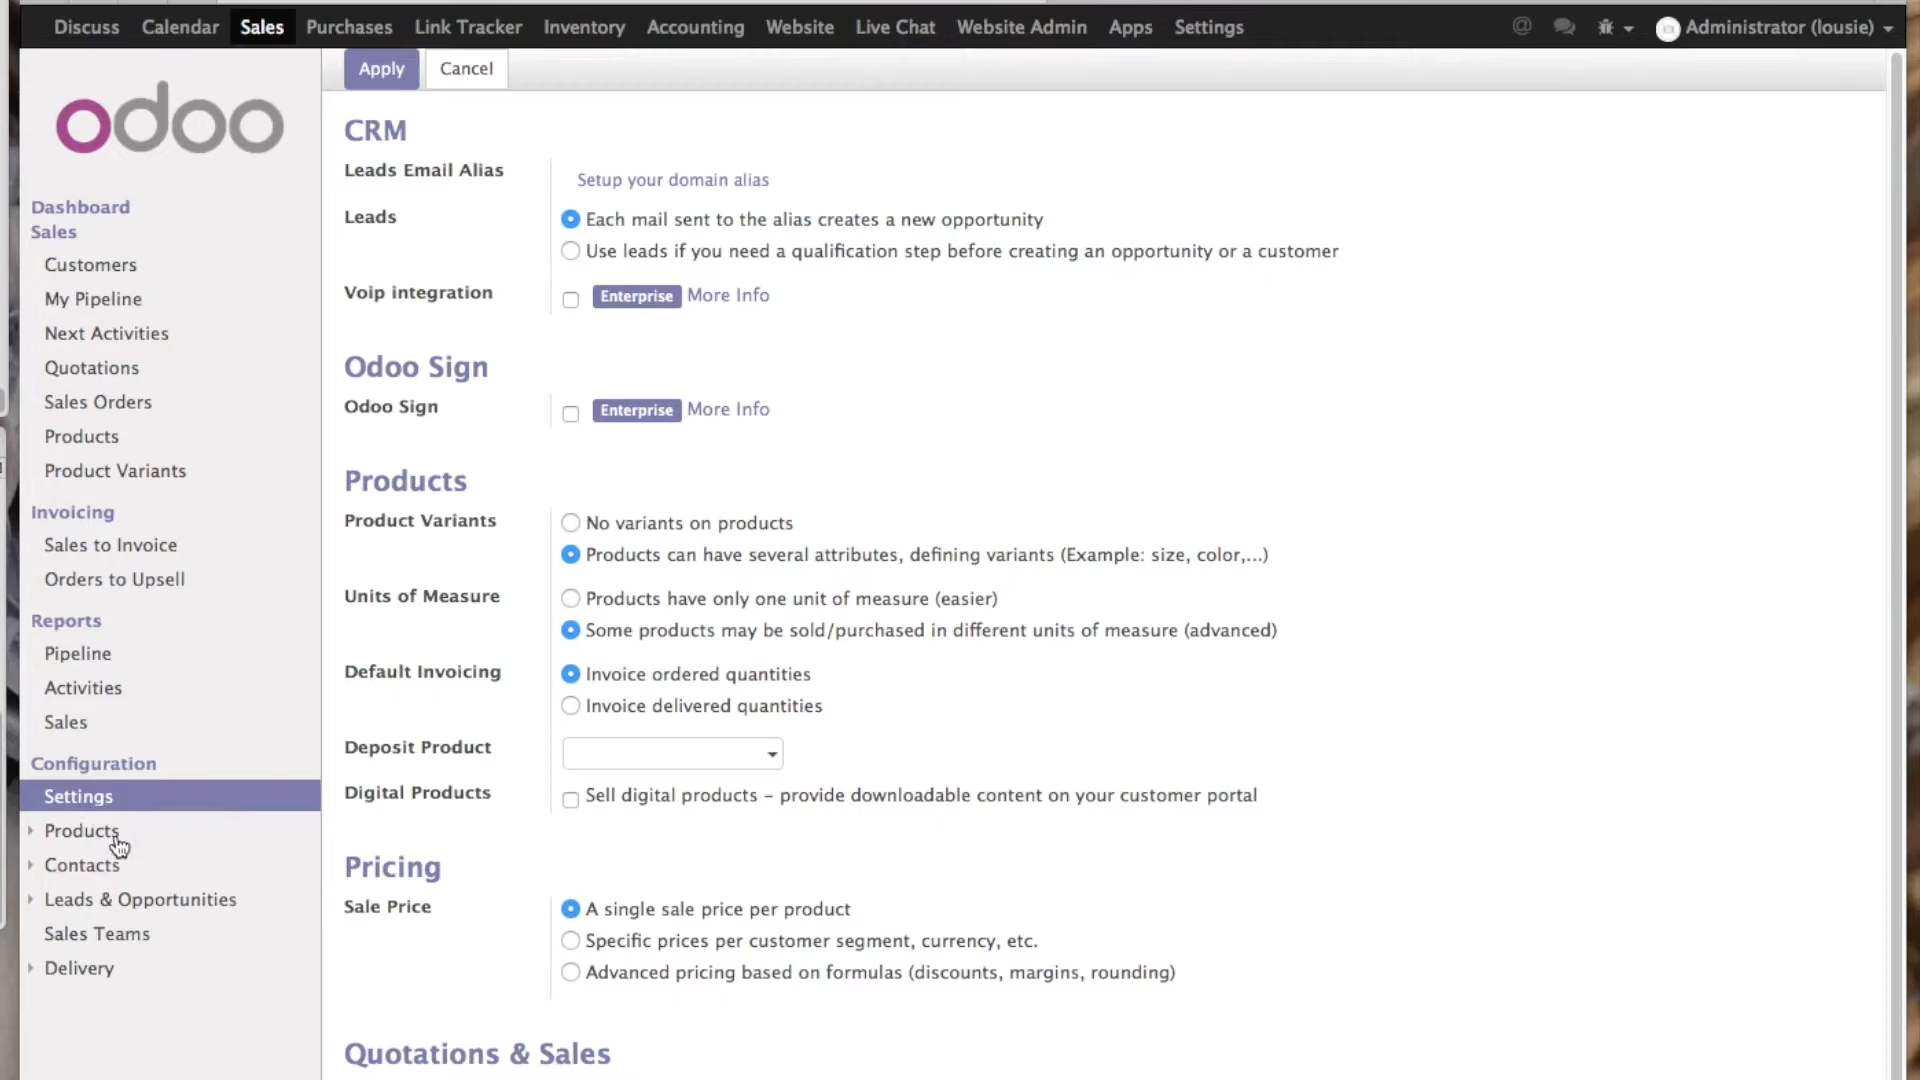 Discuss Calendar Sales Purchases Link Tracker Inventory Accounting Website Live Chat Website Admin Apps Settings @ Administrator (lousie)
Apply Cancel
odoo
Dashboard
Sales
Customers
My Pipeline
Next Activities
Quotations
Sales Orders
Products
Product Variants
Invoicing
Sales to Invoice
Orders to Upsell
Reports
Pipeline
Activities
Sales
Configuration
Settings
Products
Contacts
Leads & Opportunities
Sales Teams
Delivery
CRM
Leads Email Alias
Setup your domain alias
Leads
Each mail sent to the alias creates a new opportunity
Use leads if you need a qualification step before creating an opportunity or a customer
Voip integration
Enterprise More Info
Odoo Sign
Odoo Sign
Enterprise More Info
Products
Product Variants
No variants on products
Products can have several attributes, defining variants (Example: size, color,...)
Units of Measure
Products have only one unit of measure (easier)
Some products may be sold/purchased in different units of measure (advanced)
Default Invoicing
Invoice ordered quantities
Invoice delivered quantities
Deposit Product
Digital Products
Sell digital products – provide downloadable content on your customer portal
Pricing
Sale Price
A single sale price per product
Specific prices per customer segment, currency, etc.
Advanced pricing based on formulas (discounts, margins, rounding)
Quotations & Sales